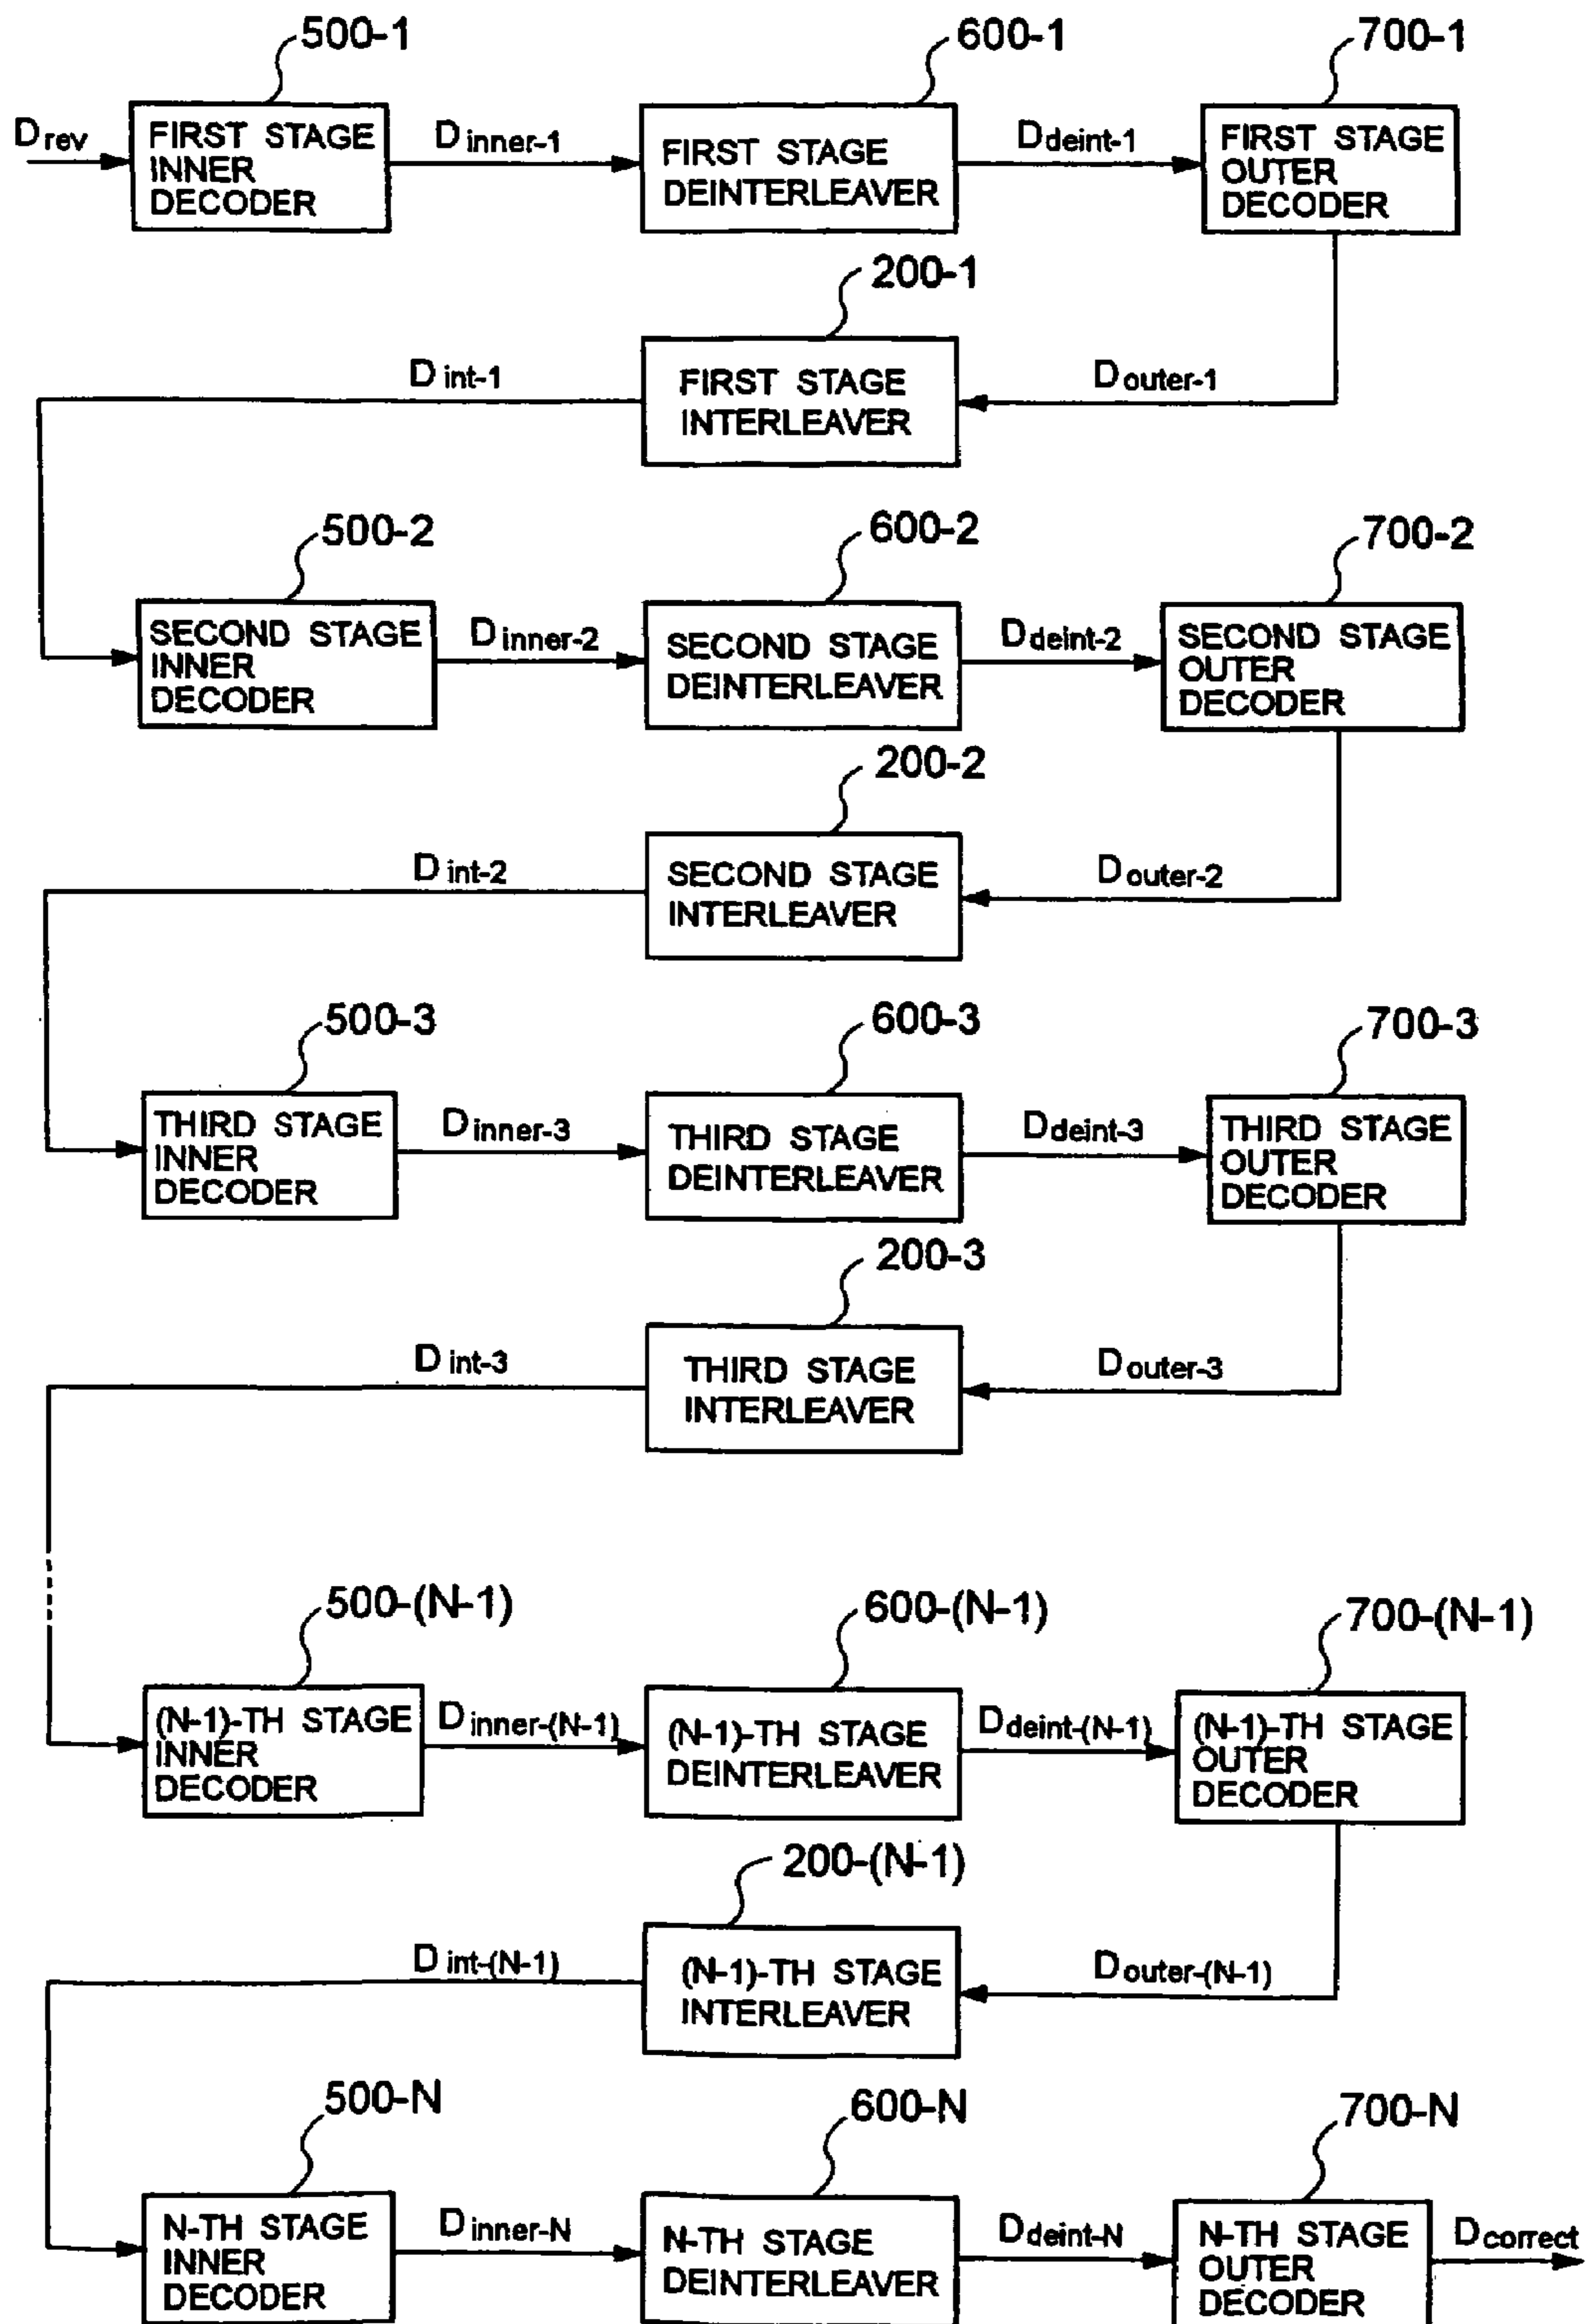 500-1
600-1
700-1
Drev
FIRST STAGE
INNER
DECODER
Dinner-1
FIRST STAGE
DEINTERLEAVER
Ddeint-1
FIRST STAGE
OUTER
DECODER
200-1
Dint-1
FIRST STAGE
INTERLEAVER
Douter-1
500-2
600-2
700-2
SECOND STAGE
INNER
DECODER
Dinner-2
SECOND STAGE
DEINTERLEAVER
Ddeint-2
SECOND STAGE
OUTER
DECODER
200-2
Dint-2
SECOND STAGE
INTERLEAVER
Douter-2
500-3
600-3
700-3
THIRD STAGE
INNER
DECODER
Dinner-3
THIRD STAGE
DEINTERLEAVER
Ddeint-3
THIRD STAGE
OUTER
DECODER
200-3
Dint-3
THIRD STAGE
INTERLEAVER
Douter-3
500-(N-1)
600-(N-1)
700-(N-1)
(N-1)-TH STAGE
INNER
DECODER
Dinner-(N-1)
(N-1)-TH STAGE
DEINTERLEAVER
Ddeint-(N-1)
(N-1)-TH STAGE
OUTER
DECODER
200-(N-1)
Dint-(N-1)
(N-1)-TH STAGE
INTERLEAVER
Douter-(N-1)
500-N
600-N
700-N
N-TH STAGE
INNER
DECODER
Dinner-N
N-TH STAGE
DEINTERLEAVER
Ddeint-N
N-TH STAGE
OUTER
DECODER
Dcorrect